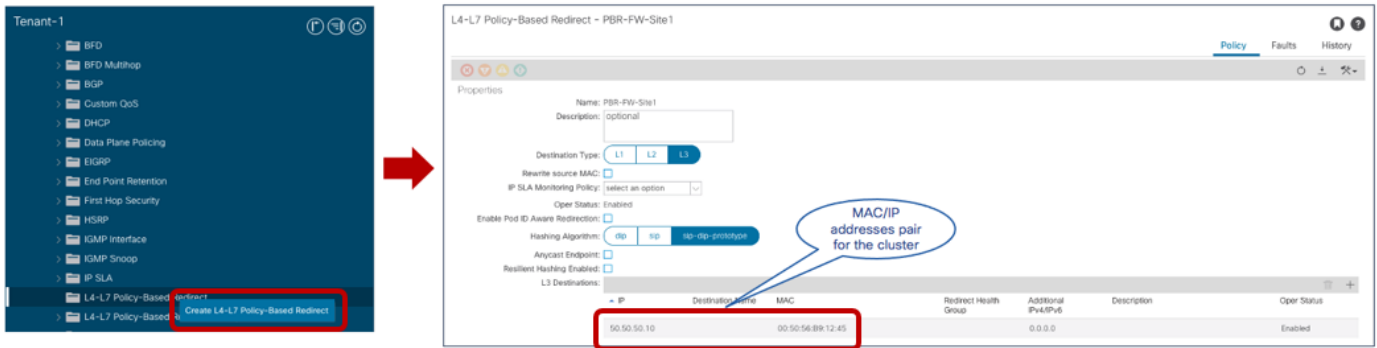 Tenant-1
BFD
BFD Multihop
BGP
Custom QoS
DHCP
Data Plane Policing
EIGRP
End Point Retention
First Hop Security
HSRP
IGMP Interface
IGMP Snoop
IP SLA
L4-L7 Policy-Based Redirect
Create L4-L7 Policy-Based Redirect
L4-L7 Policy-Based
L4-L7 Policy-Based Redirect - PBR-FW-Site1
Policy Faults History
Properties
Name: PBR-FW-Site1
Description: optional
Destination Type: L1 L2 L3
Rewrite source MAC:
IP SLA Monitoring Policy: select an option
Oper Status: Enabled
Enable Pod ID Aware Redirection:
Hashing Algorithm: dip sip sip-dip-prototype
Anycast Endpoint:
Resilient Hashing Enabled:
L3 Destinations:
MAC/IP
addresses pair
for the cluster
IP Destination Name MAC Redirect Health Group Additional IPv4/IPv6 Description Oper Status
50.50.50.10 00:50:56:B9:12:45 0.0.0.0 Enabled